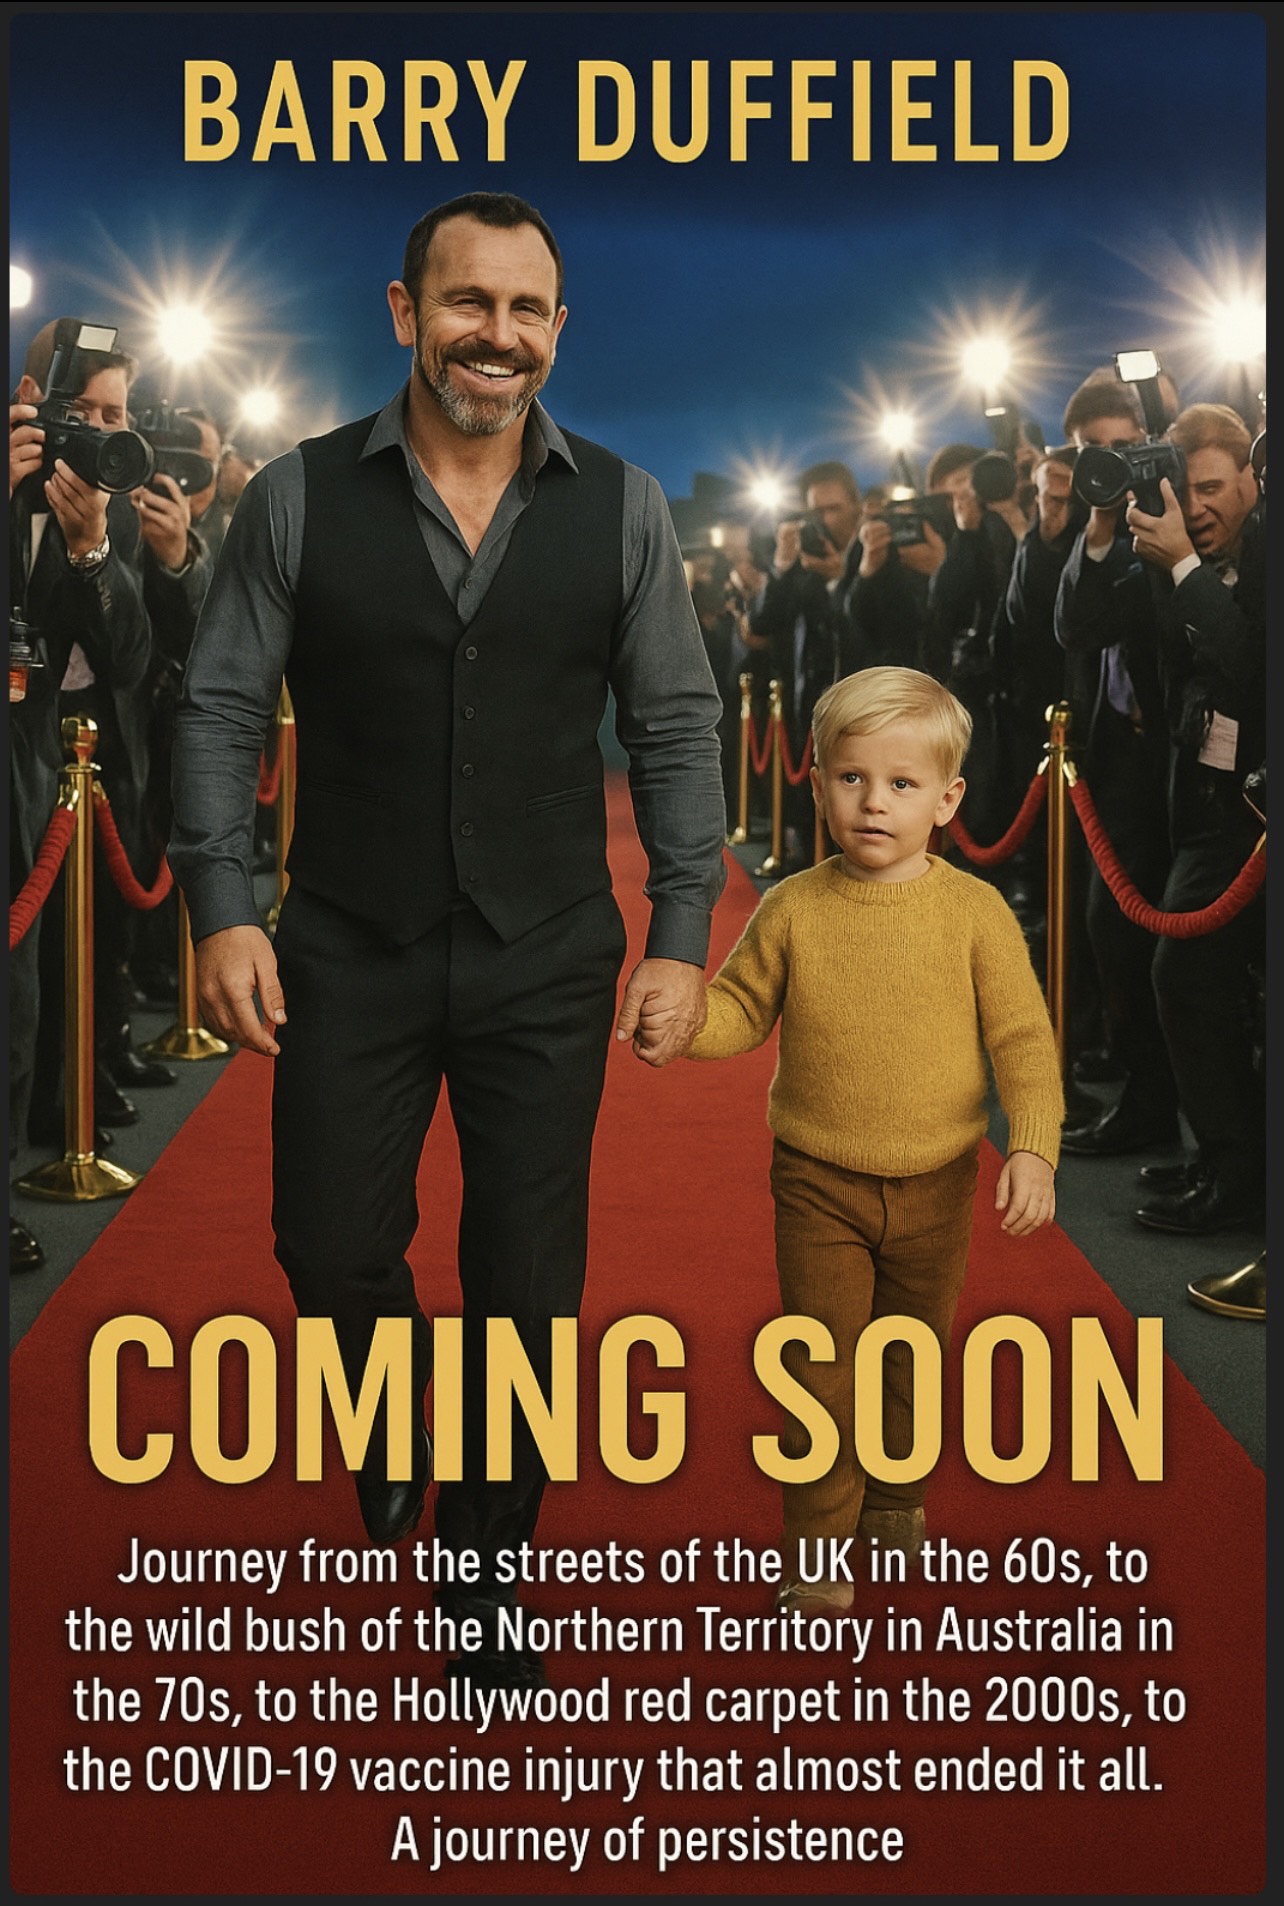 BARRY DUFFIELD
COMING SOON
Journey from the streets of the UK in the 60s, to
the wild bush of the Northern Territory in Australia in
the 70s, to the Hollywood red carpet in the 2000s, to
the COVID-19 vaccine injury that almost ended it all.
A journey of persistence